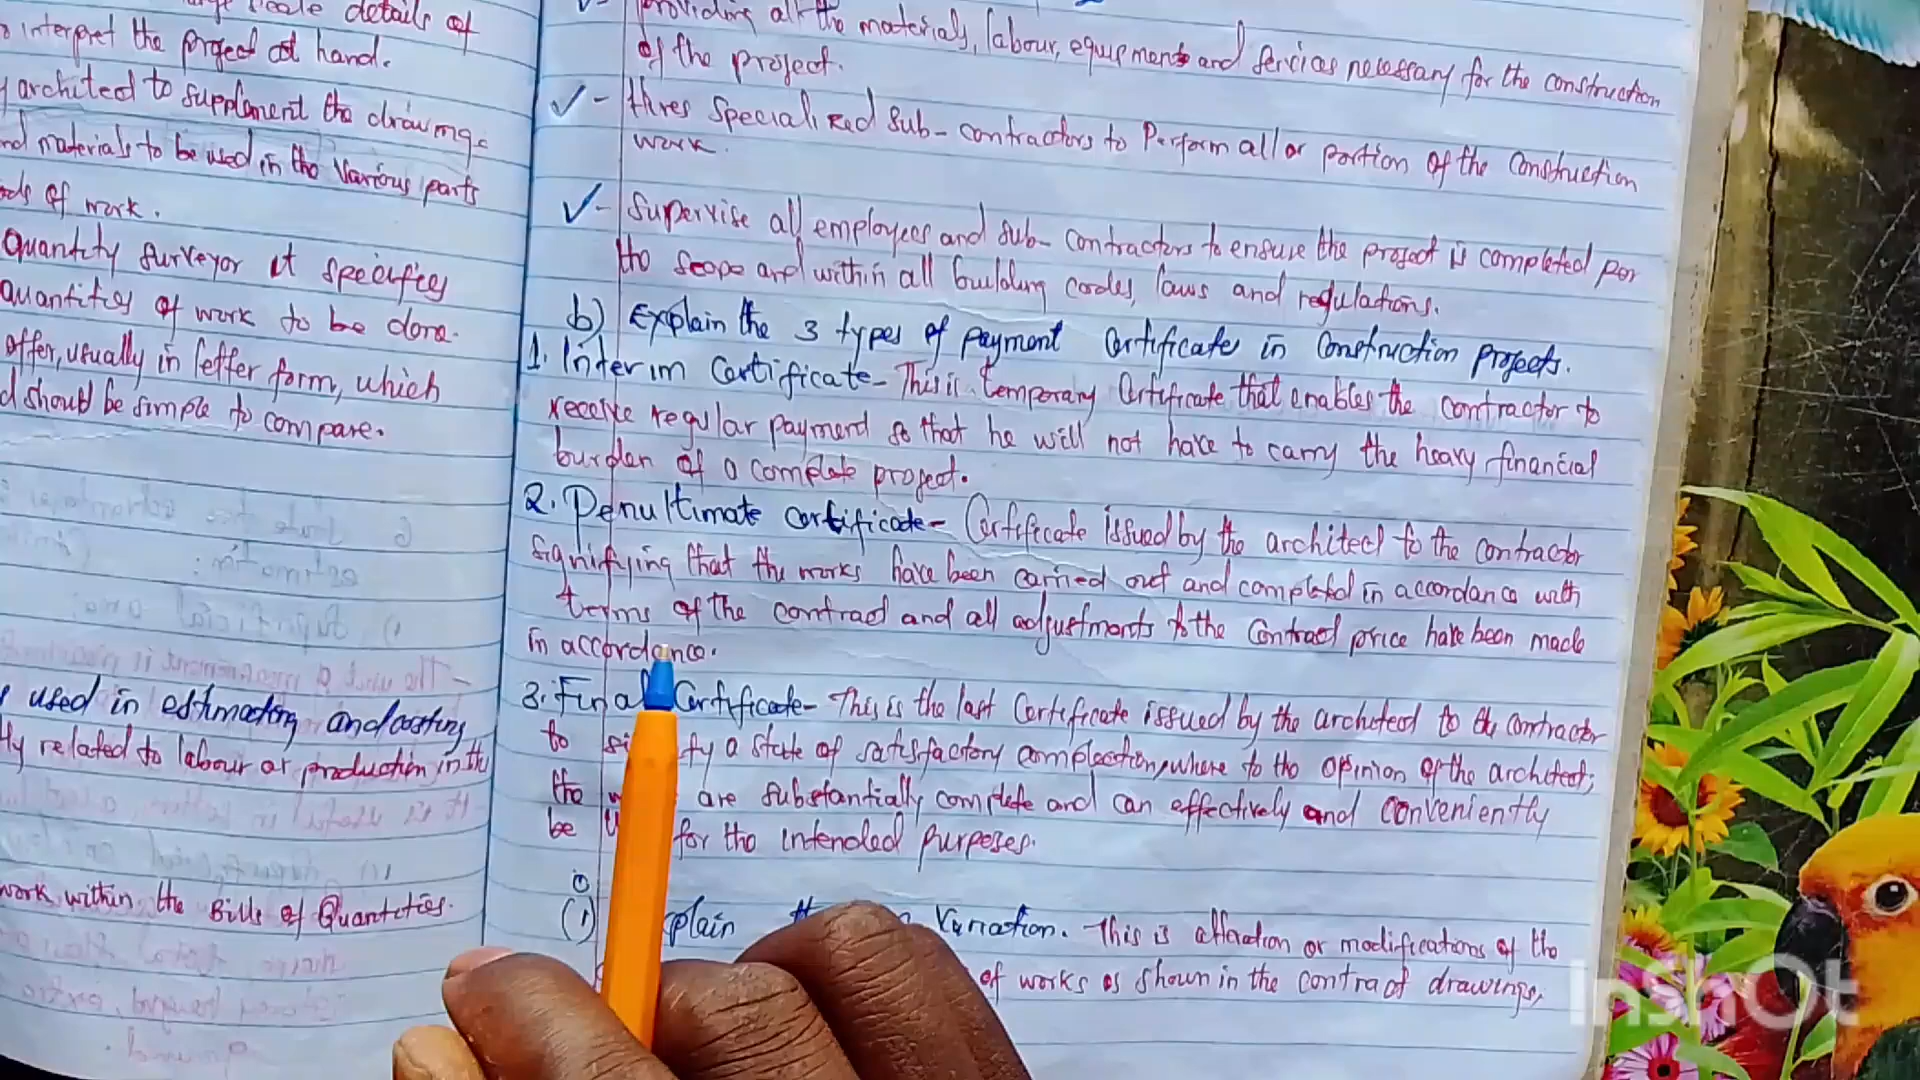 scale details of
interpret the project at hand.
architect to supplement the drawings
nd materials to be used in the various parts
ods of work.
quantity surveyor it specifies
quantities of work to be done.
offer, usually in letter form, which
d should be simple to compare.
used in estimating and costing
tly related to labour or production in th
work within the Bills of Quantities.
✓- providing all the materials, labour, equipments and services necessary for the construction
of the project.
✓- thires specialized sub-contractors to perform all or portion of the construction
work.
✓- supervise all employees and sub-contractors to ensure the project is completed per
the scope and within all building codes, laws and regulations.
b) Explain the 3 types of payment certificate in construction projects.
1. Interim certificate- This is temporary certificate that enables the contractor to
receive regular payment so that he will not have to carry the heavy financial
burden of a complete project.
2. Penultimate certificate- Certificate issued by the architect to the contractor
signifying that the works have been carried out and completed in accordance with
terms of the contract and all adjustments to the contract price have been made
in accordance.
3. Final Certificate- This is the last certificate issued by the architect to the contractor
to fy a state of satisfactory complection, where to the opinion of the architect;
the are substantially complete and can effectively and conveniently
be for the intended purposes.
(i) xplain Variation. This is alteration or modifications of the
of works as shown in the contract drawings,
InShOt